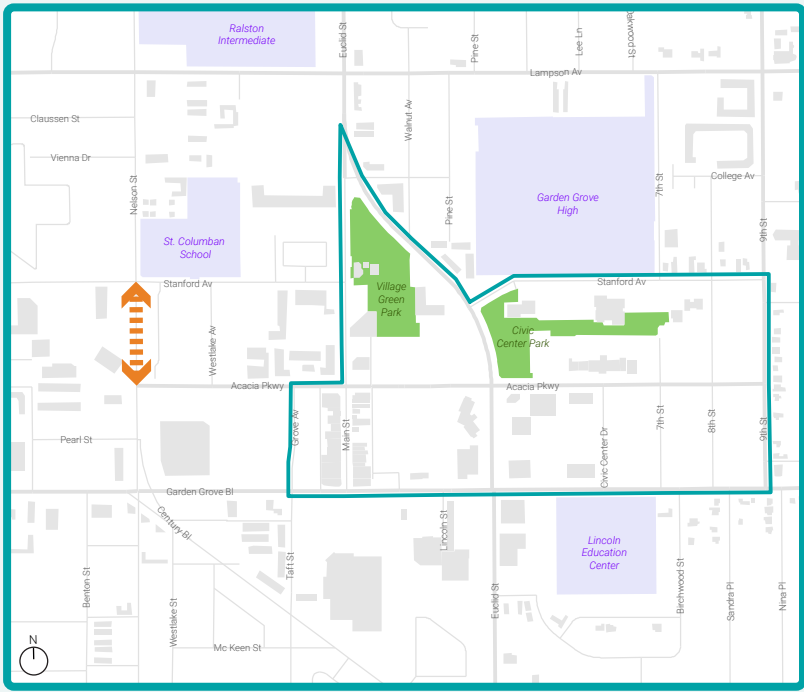 Ralston
Intermediate
Euclid St
Pine St
Lee Ln
Oakwood St
Lampson Av
Claussen St
Walnut Av
Vienna Dr
College Av
Nelson St
Pine St
Garden Grove
High
7th St
9th St
St. Columban
School
Stanford Av
Stanford Av
Village
Green
Park
Civic
Center Park
Westlake Av
Acacia Pkwy
Acacia Pkwy
Grove Av
Main St
Civic Center Dr
7th St
8th St
9th St
Pearl St
Garden Grove Bl
Century Bl
Lincoln St
Lincoln
Education
Center
Benton St
Westlake St
Taft St
Euclid St
Birchwood St
Sandra Pl
Nina Pl
Mc Keen St
N